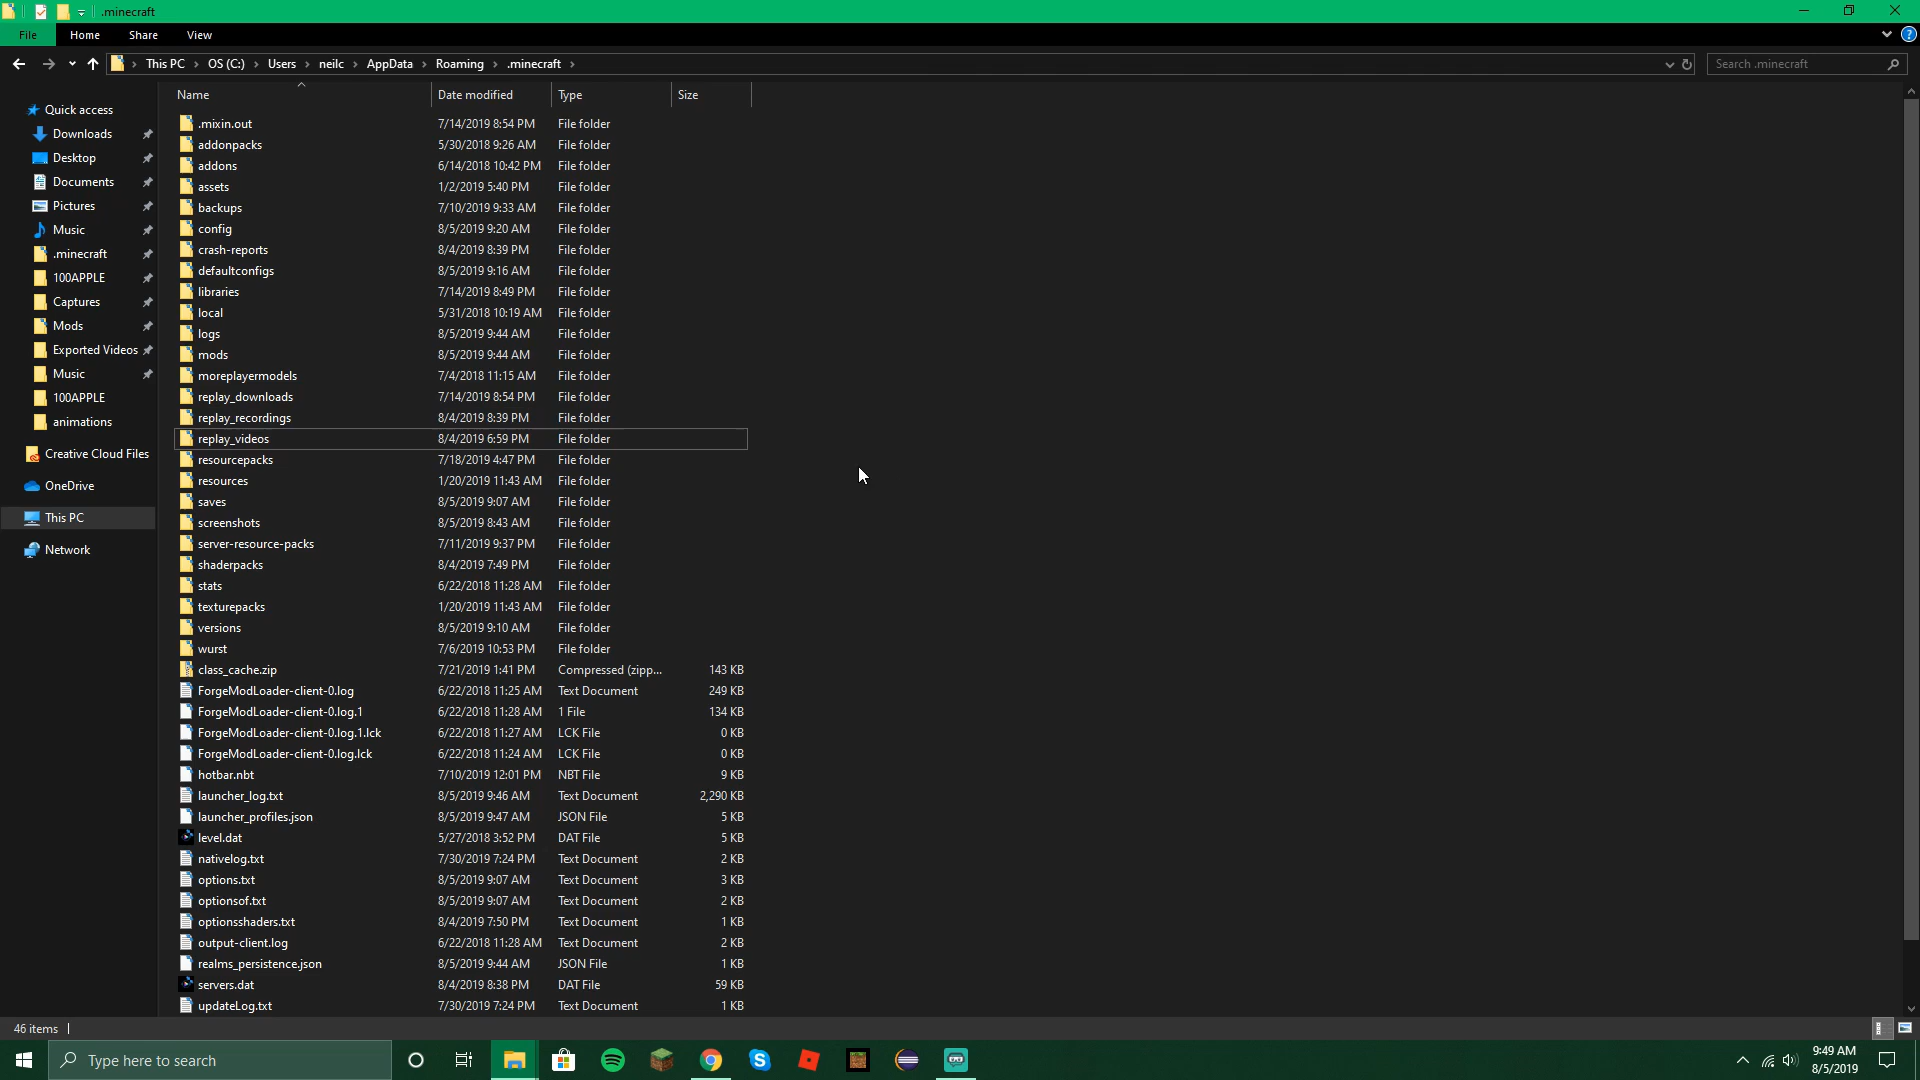 .minecraft
File Home Share View
This PC OS (C:) Users neilc AppData Roaming .minecraft Search .minecraft
Name Date modified Type Size
Quick access
Downloads
Desktop
Documents
Pictures
Music
.minecraft
100APPLE
Captures
Mods
Exported Videos
Music
100APPLE
animations
Creative Cloud Files
OneDrive
This PC
Network
.mixin.out 7/14/2019 8:54 PM File folder
addonpacks 5/30/2018 9:26 AM File folder
addons 6/14/2018 10:42 PM File folder
assets 1/2/2019 5:40 PM File folder
backups 7/10/2019 9:33 AM File folder
config 8/5/2019 9:20 AM File folder
crash-reports 8/4/2019 8:39 PM File folder
defaultconfigs 8/5/2019 9:16 AM File folder
libraries 7/14/2019 8:49 PM File folder
local 5/31/2018 10:19 AM File folder
logs 8/5/2019 9:44 AM File folder
mods 8/5/2019 9:44 AM File folder
moreplayermodels 7/4/2018 11:15 AM File folder
replay_downloads 7/14/2019 8:54 PM File folder
replay_recordings 8/4/2019 8:39 PM File folder
replay_videos 8/4/2019 6:59 PM File folder
resourcepacks 7/18/2019 4:47 PM File folder
resources 1/20/2019 11:43 AM File folder
saves 8/5/2019 9:07 AM File folder
screenshots 8/5/2019 8:43 AM File folder
server-resource-packs 7/11/2019 9:37 PM File folder
shaderpacks 8/4/2019 7:49 PM File folder
stats 6/22/2018 11:28 AM File folder
texturepacks 1/20/2019 11:43 AM File folder
versions 8/5/2019 9:10 AM File folder
wurst 7/6/2019 10:53 PM File folder
class_cache.zip 7/21/2019 1:41 PM Compressed (zipp... 143 KB
ForgeModLoader-client-0.log 6/22/2018 11:25 AM Text Document 249 KB
ForgeModLoader-client-0.log.1 6/22/2018 11:28 AM 1 File 134 KB
ForgeModLoader-client-0.log.1.lck 6/22/2018 11:27 AM LCK File 0 KB
ForgeModLoader-client-0.log.lck 6/22/2018 11:24 AM LCK File 0 KB
hotbar.nbt 7/10/2019 12:01 PM NBT File 9 KB
launcher_log.txt 8/5/2019 9:46 AM Text Document 2,290 KB
launcher_profiles.json 8/5/2019 9:47 AM JSON File 5 KB
level.dat 5/27/2018 3:52 PM DAT File 5 KB
nativelog.txt 7/30/2019 7:24 PM Text Document 2 KB
options.txt 8/5/2019 9:07 AM Text Document 3 KB
optionsof.txt 8/5/2019 9:07 AM Text Document 2 KB
optionsshaders.txt 8/4/2019 7:50 PM Text Document 1 KB
output-client.log 6/22/2018 11:28 AM Text Document 2 KB
realms_persistence.json 8/5/2019 9:44 AM JSON File 1 KB
servers.dat 8/4/2019 8:38 PM DAT File 59 KB
updateLog.txt 7/30/2019 7:24 PM Text Document 1 KB
46 items
Type here to search
9:49 AM
8/5/2019